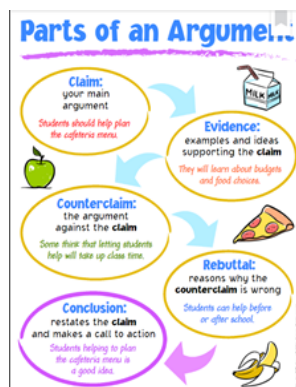 Parts of an Argument
Claim:
your main
argument
Students should help plan
the cafeteria menu.
MILK
Evidence:
examples and ideas
supporting the claim
They will learn about budgets
and food choices.
Counterclaim:
the argument
against the claim
Some think that letting students
help will take up class time.
Rebuttal:
reasons why the
counterclaim is wrong
Students can help before
or after school.
Conclusion:
restates the claim
and makes a call to action
Students helping to plan
the cafeteria menu is
a good idea.